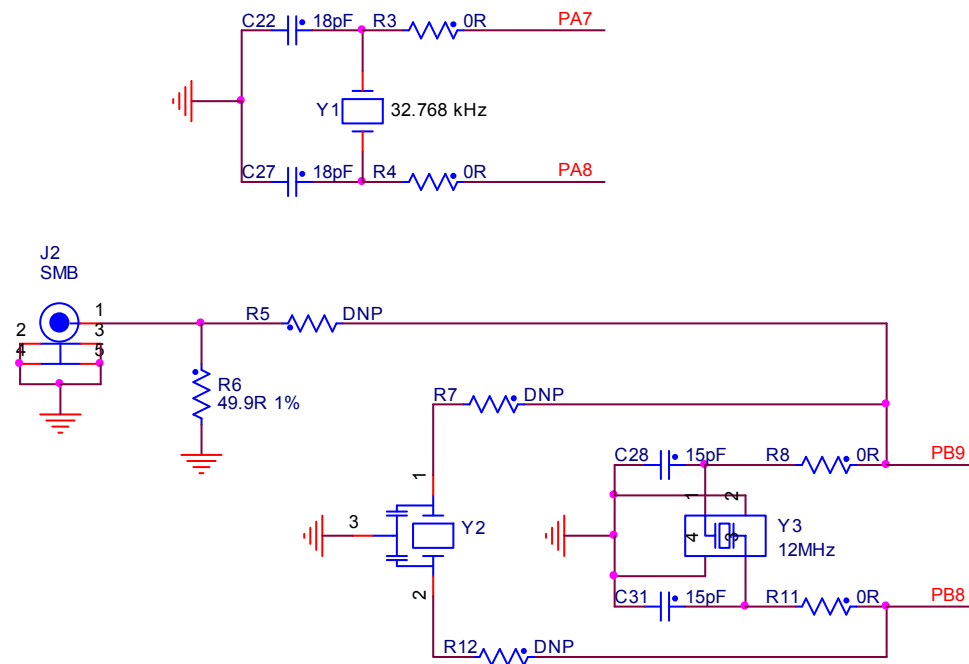 C22 18pF R3 0R PA7
Y1 32.768 kHz
C27 18pF R4 0R PA8
J2
SMB
1
2 3
4 5
R5 DNP
R6
49.9R 1%
R7 DNP
C28 15pF R8 0R PB9
1
1 2
3 Y2
4 3
Y3
12MHz
2
C31 15pF R11 0R PB8
R12 DNP